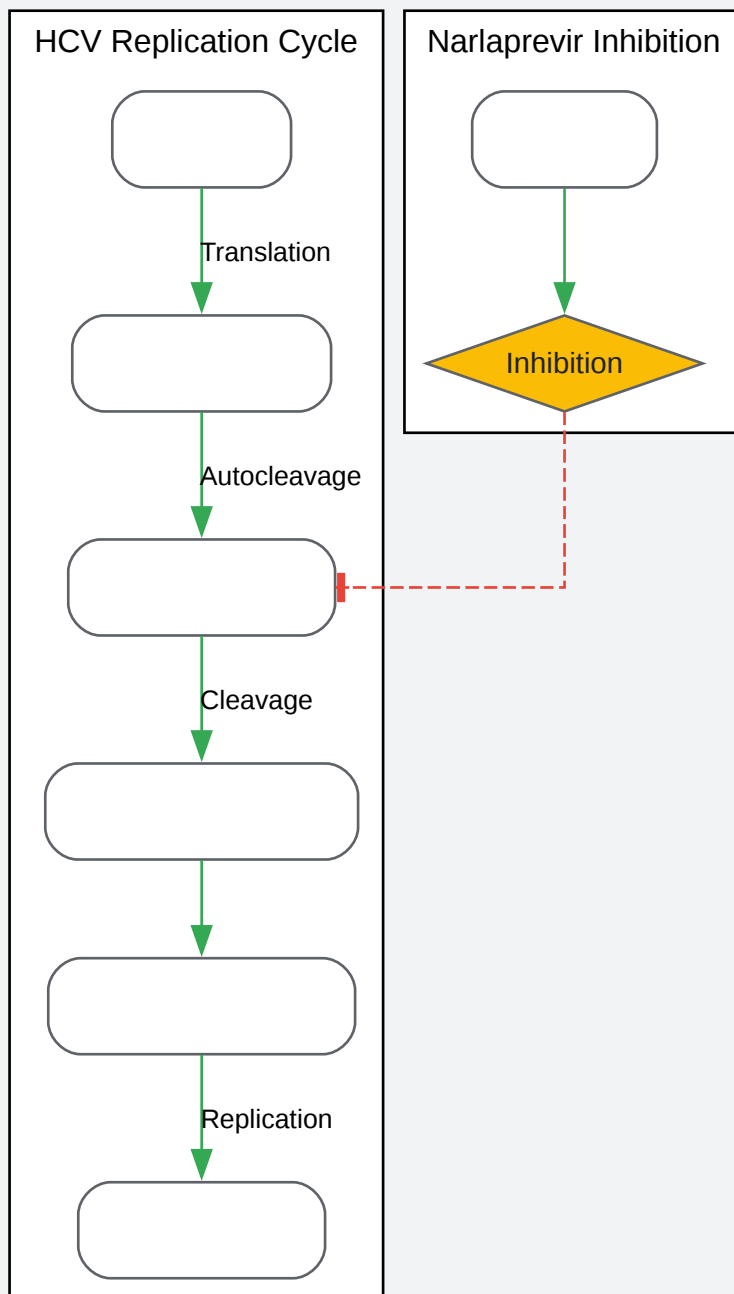 HCV Replication Cycle
Translation
Autocleavage
Cleavage
Replication
Narlaprevir Inhibition
Inhibition